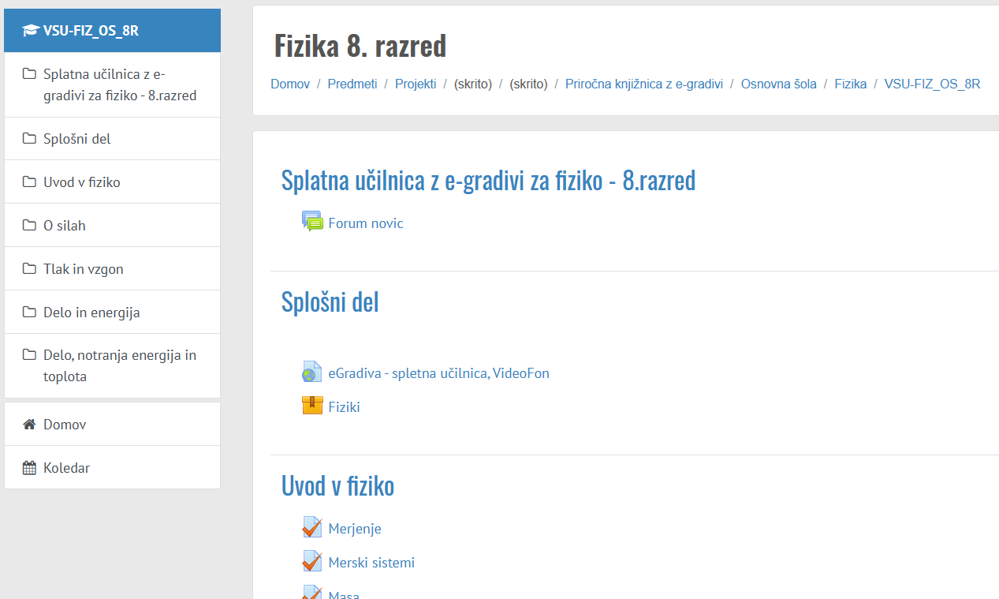 VSU-FIZ_OS_8R
Splatna učilnica z e-
gradivi za fiziko - 8.razred
Splošni del
Uvod v fiziko
O silah
Tlak in vzgon
Delo in energija
Delo, notranja energija in
toplota
Domov
Koledar
Fizika 8. razred
Domov / Predmeti / Projekti / (skrito) / (skrito) / Priročna knjižnica z e-gradivi / Osnovna šola / Fizika / VSU-FIZ_OS_8R
Splatna učilnica z e-gradivi za fiziko - 8.razred
Forum novic
Splošni del
eGradiva - spletna učilnica, VideoFon
Fiziki
Uvod v fiziko
Merjenje
Merski sistemi
Masa